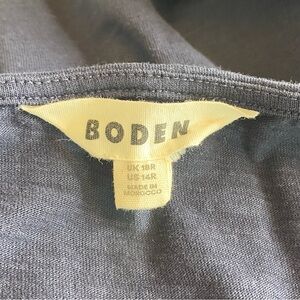 BODEN
UK 18R
US 14R
MADE IN
MOROCCO